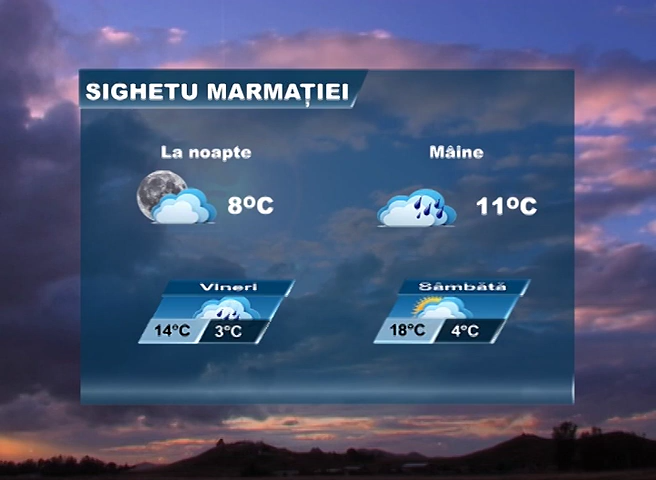 SIGHETU MARMAȚIEI
La noapte
Mâine
8ºC
11ºC
Vineri
Sâmbătă
14ºC 3ºC
18ºC 4ºC